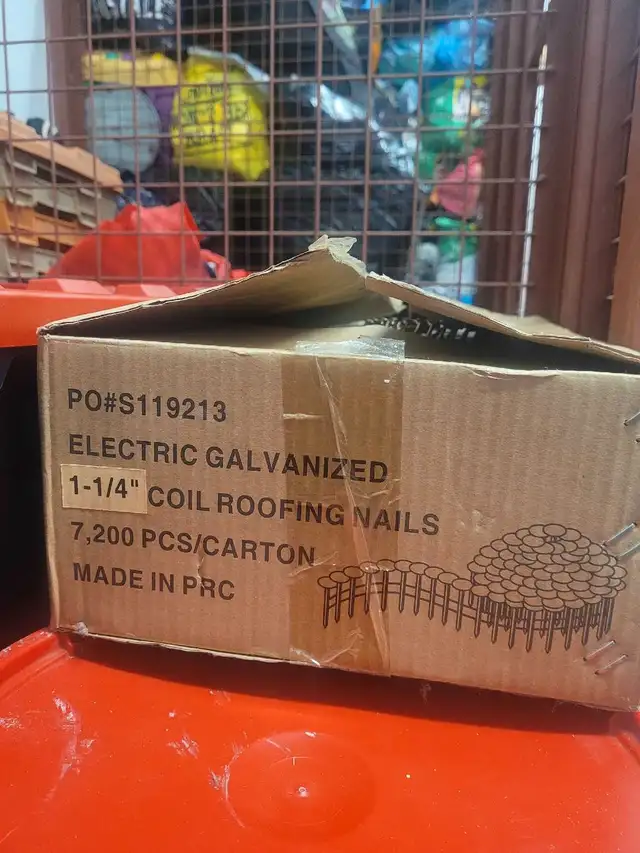 PO#S119213
ELECTRIC GALVANIZED
1-1/4" COIL ROOFING NAILS
7,200 PCS/CARTON
MADE IN PRC